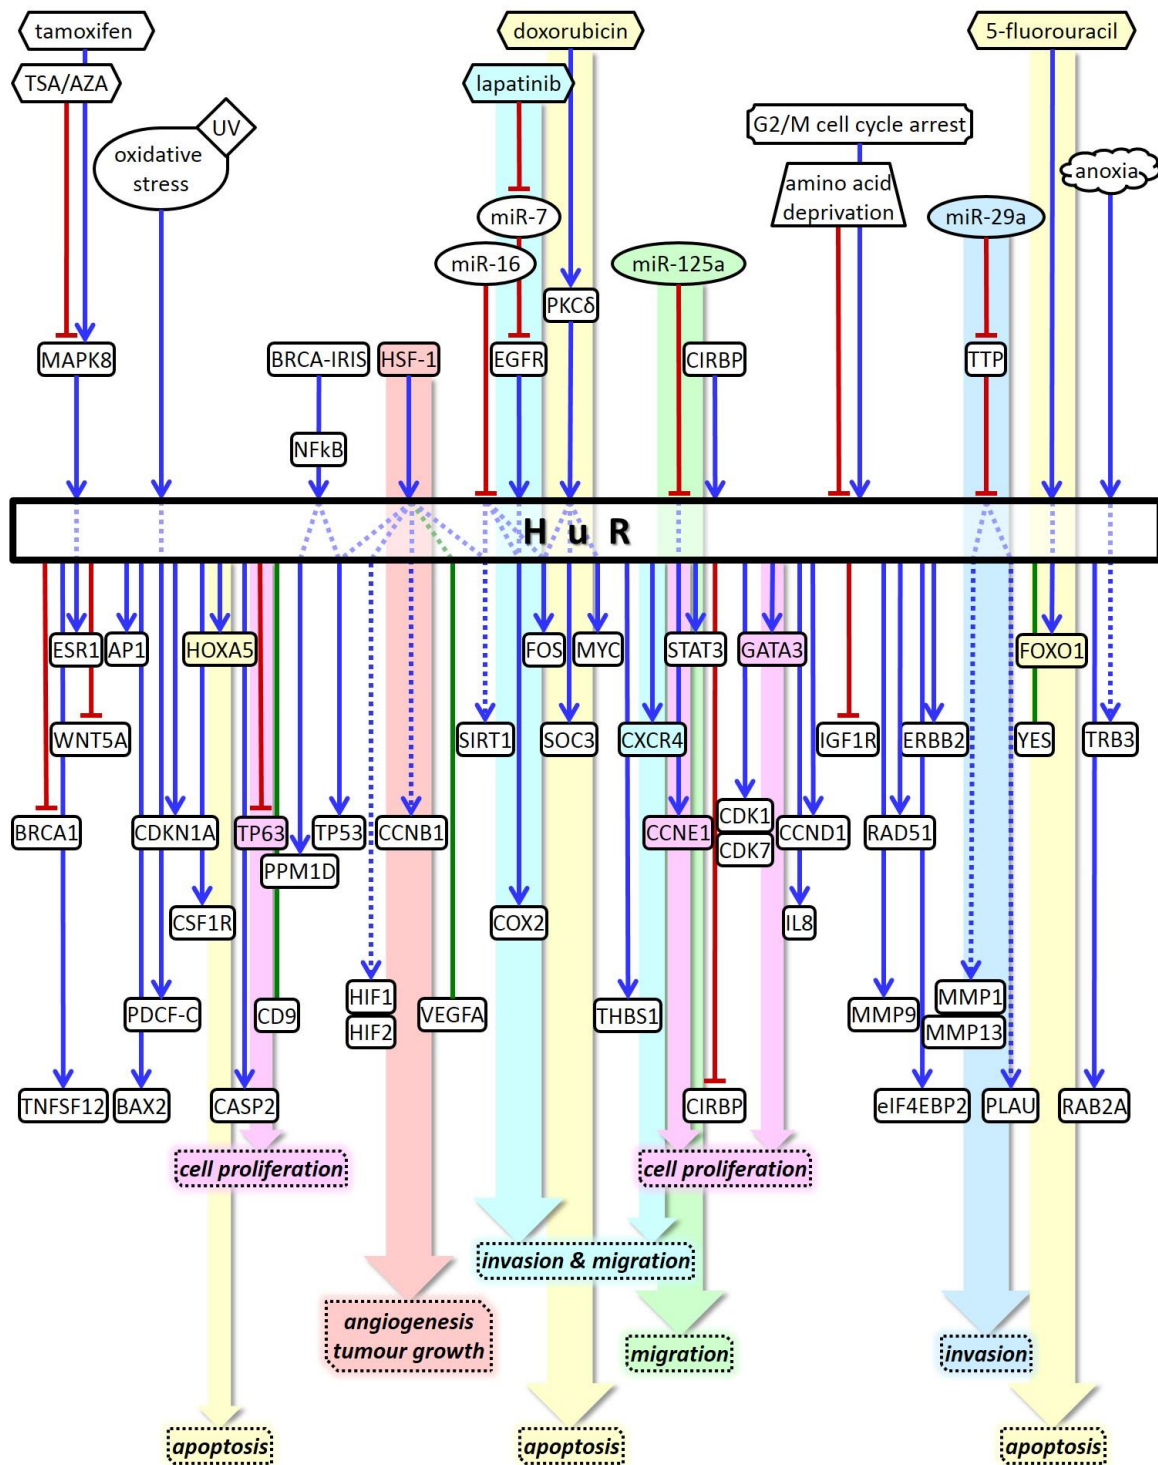 tamoxifen
doxorubicin
5-fluorouracil
TSA/AZA
lapatinib
UV
G2/M cell cycle arrest
oxidative
stress
anoxia
amino acid
deprivation
miR-7
miR-29a
miR-16
miR-125a
PKCδ
MAPK8
BRCA-IRIS
HSF-1
EGFR
CIRBP
TTP
NFkB
H u R
ESR1
AP1
HOXA5
FOS
MYC
STAT3
GATA3
FOXO1
WNT5A
SIRT1
SOC3
CXCR4
IGF1R
ERBB2
YES
TRB3
BRCA1
CDKN1A
TP63
TP53
CCNB1
CCNE1
CDK1
CDK7
CCND1
RAD51
PPM1D
CSF1R
COX2
IL8
PDCF-C
CD9
HIF1
HIF2
VEGFA
THBS1
MMP9
MMP1
MMP13
TNFSF12
BAX2
CASP2
CIRBP
eIF4EBP2
PLAU
RAB2A
cell proliferation
cell proliferation
invasion & migration
angiogenesis
tumour growth
migration
invasion
apoptosis
apoptosis
apoptosis